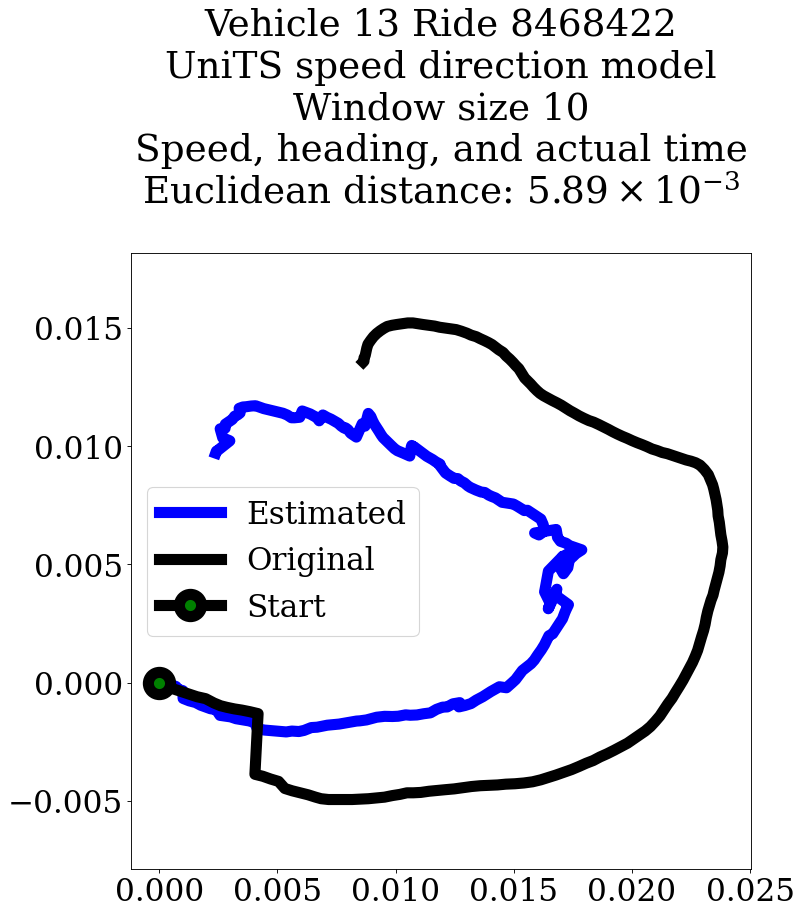 Vehicle 13 Ride 8468422
UniTS speed direction model
Window size 10
Speed, heading, and actual time
Euclidean distance: 5.89 × 10⁻³
0.015
0.010
0.005
0.000
−0.005
Estimated
Original
Start
0.000 0.005 0.010 0.015 0.020 0.025